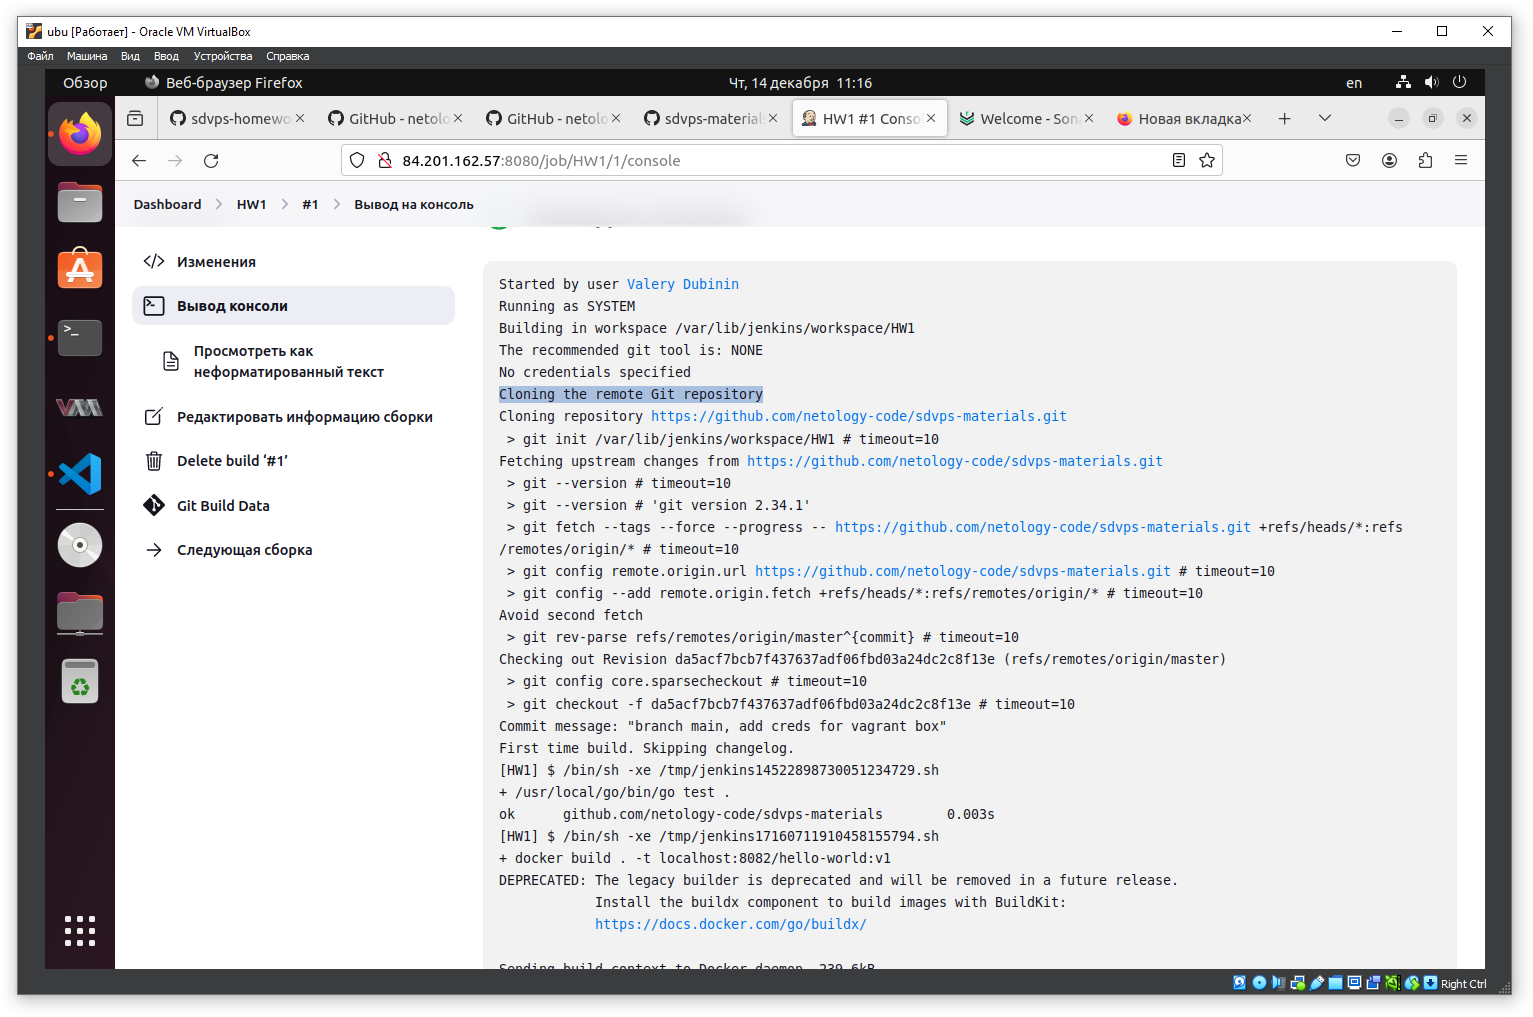 ubu [Работает] - Oracle VM VirtualBox
Файл Машина Вид Ввод Устройства Справка
Обзор Веб-браузер Firefox Чт, 14 декабря 11:16 en
sdvps-homewo GitHub - netolo GitHub - netolo sdvps-materials HW1 #1 Conso Welcome - Son Новая вкладка
84.201.162.57:8080/job/HW1/1/console
Dashboard HW1 #1 Вывод на консоль
Изменения
Вывод консоли
Просмотреть как
неформатированный текст
Редактировать информацию сборки
Delete build ‘#1’
Git Build Data
Следующая сборка
Started by user Valery Dubinin
Running as SYSTEM
Building in workspace /var/lib/jenkins/workspace/HW1
The recommended git tool is: NONE
No credentials specified
Cloning the remote Git repository
Cloning repository https://github.com/netology-code/sdvps-materials.git
> git init /var/lib/jenkins/workspace/HW1 # timeout=10
Fetching upstream changes from https://github.com/netology-code/sdvps-materials.git
> git --version # timeout=10
> git --version # 'git version 2.34.1'
> git fetch --tags --force --progress -- https://github.com/netology-code/sdvps-materials.git +refs/heads/*:refs
/remotes/origin/* # timeout=10
> git config remote.origin.url https://github.com/netology-code/sdvps-materials.git # timeout=10
> git config --add remote.origin.fetch +refs/heads/*:refs/remotes/origin/* # timeout=10
Avoid second fetch
> git rev-parse refs/remotes/origin/master^{commit} # timeout=10
Checking out Revision da5acf7bcb7f437637adf06fbd03a24dc2c8f13e (refs/remotes/origin/master)
> git config core.sparsecheckout # timeout=10
> git checkout -f da5acf7bcb7f437637adf06fbd03a24dc2c8f13e # timeout=10
Commit message: "branch main, add creds for vagrant box"
First time build. Skipping changelog.
[HW1] $ /bin/sh -xe /tmp/jenkins14522898730051234729.sh
+ /usr/local/go/bin/go test .
ok github.com/netology-code/sdvps-materials 0.003s
[HW1] $ /bin/sh -xe /tmp/jenkins17160711910458155794.sh
+ docker build . -t localhost:8082/hello-world:v1
DEPRECATED: The legacy builder is deprecated and will be removed in a future release.
Install the buildx component to build images with BuildKit:
https://docs.docker.com/go/buildx/
Sending build context to Docker daemon 239.6kB
Right Ctrl